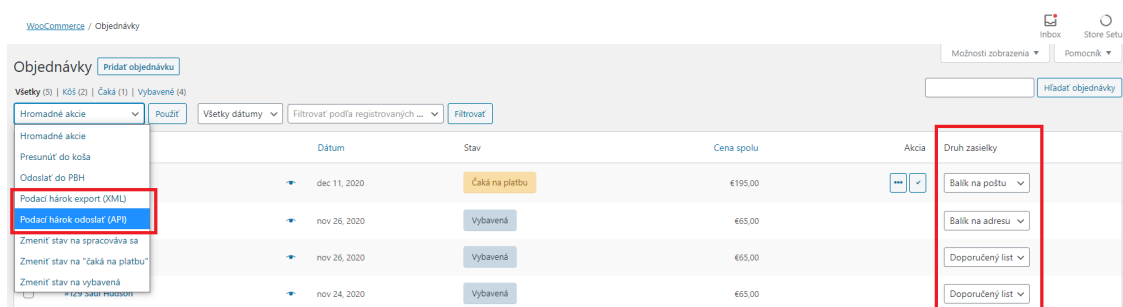 WooCommerce / Objednávky
Inbox
Store Setu
Možnosti zobrazenia ▼
Pomocník ▼
Objednávky Pridať objednávku
Všetky (5) | Kôš (2) | Čaká (1) | Vybavené (4)
Hľadať objednávky
Hromadné akcie Použiť Všetky dátumy Filtrovať podľa registrovaných ... Filtrovať
Hromadné akcie
Presunúť do koša
Odoslať do PBH
Podací hárok export (XML)
Podací hárok odoslať (API)
Zmeniť stav na spracováva sa
Zmeniť stav na "čaká na platbu"
Zmeniť stav na vybavená
Dátum Stav Cena spolu Akcia Druh zasielky
dec 11, 2020 Čaká na platbu €195,00 Balík na poštu
nov 26, 2020 Vybavená €65,00 Balík na adresu
nov 26, 2020 Vybavená €65,00 Doporučený list
#129 Saul Hudson nov 24, 2020 Vybavená €65,00 Doporučený list